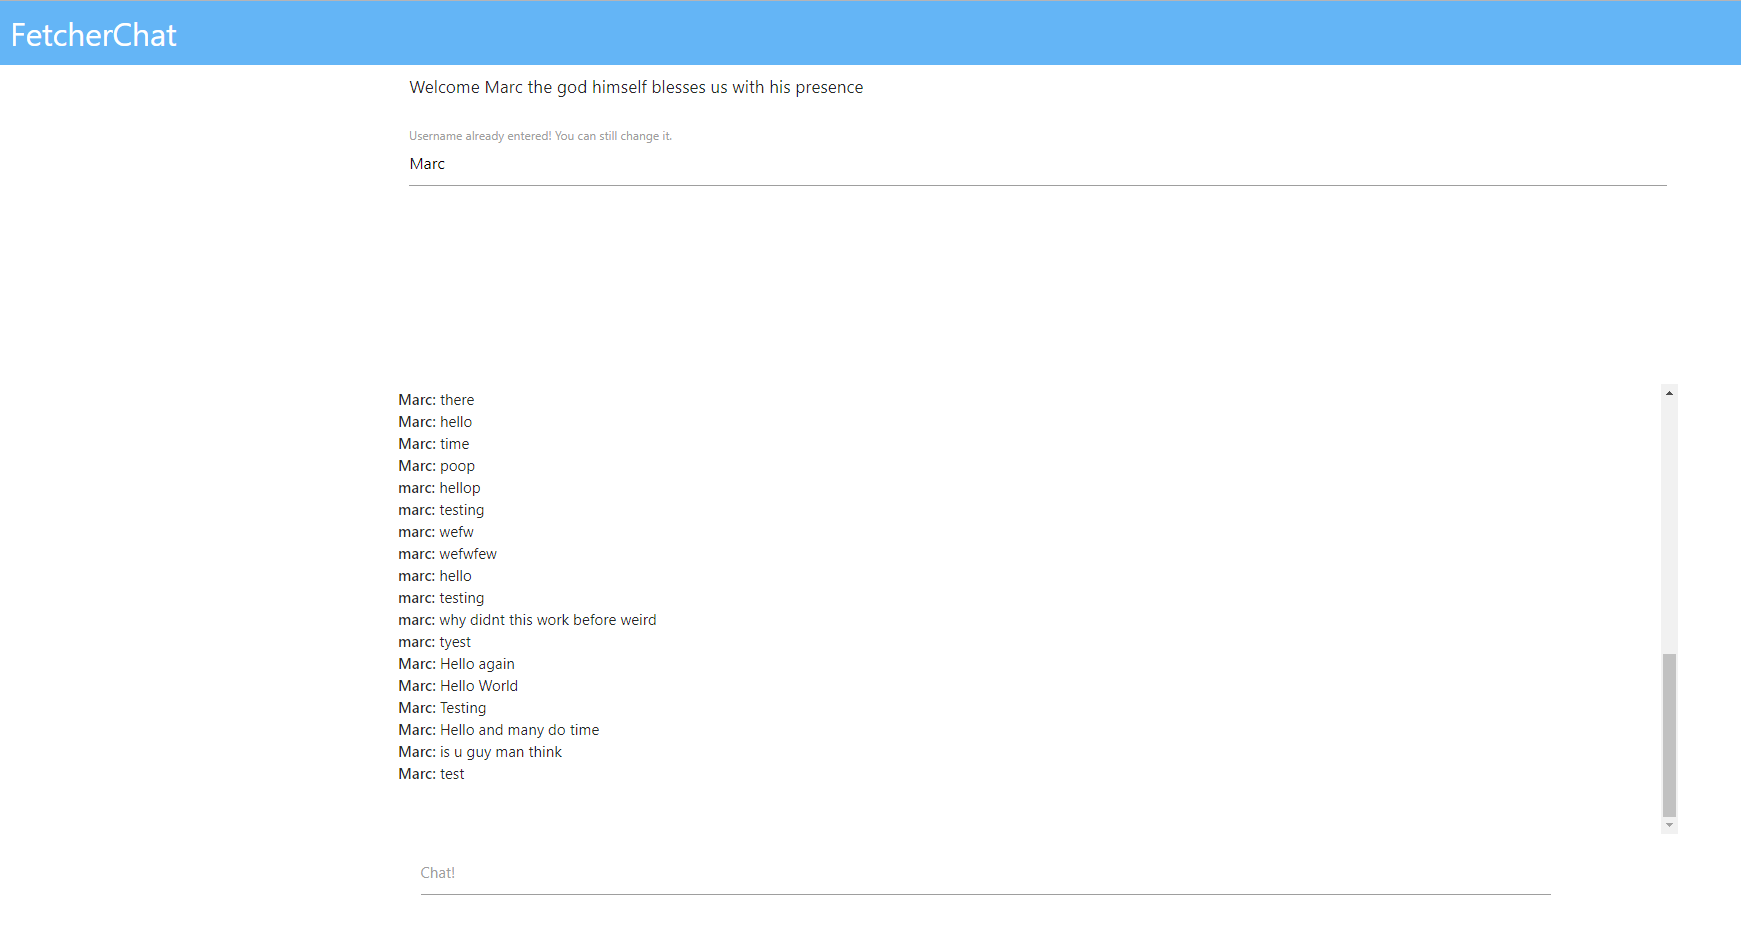 FetcherChat
Welcome Marc the god himself blesses us with his presence
Username already entered! You can still change it.
Marc
Marc: there
Marc: hello
Marc: time
Marc: poop
marc: hellop
marc: testing
marc: wefw
marc: wefwfew
marc: hello
marc: testing
marc: why didnt this work before weird
marc: tyest
Marc: Hello again
Marc: Hello World
Marc: Testing
Marc: Hello and many do time
Marc: is u guy man think
Marc: test
Chat!